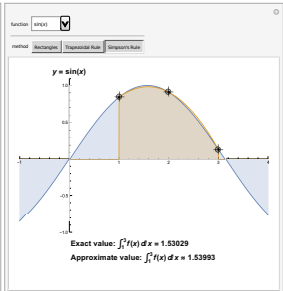 function sin(x)
method Rectangles Trapezoidal Rule Simpson's Rule
y = sin(x)
1.0
0.5
-1 1 2 3
-0.5
-1.0
Exact value: ∫₁³ f(x) dx = 1.53029
Approximate value: ∫₁³ f(x) dx ≈ 1.53993